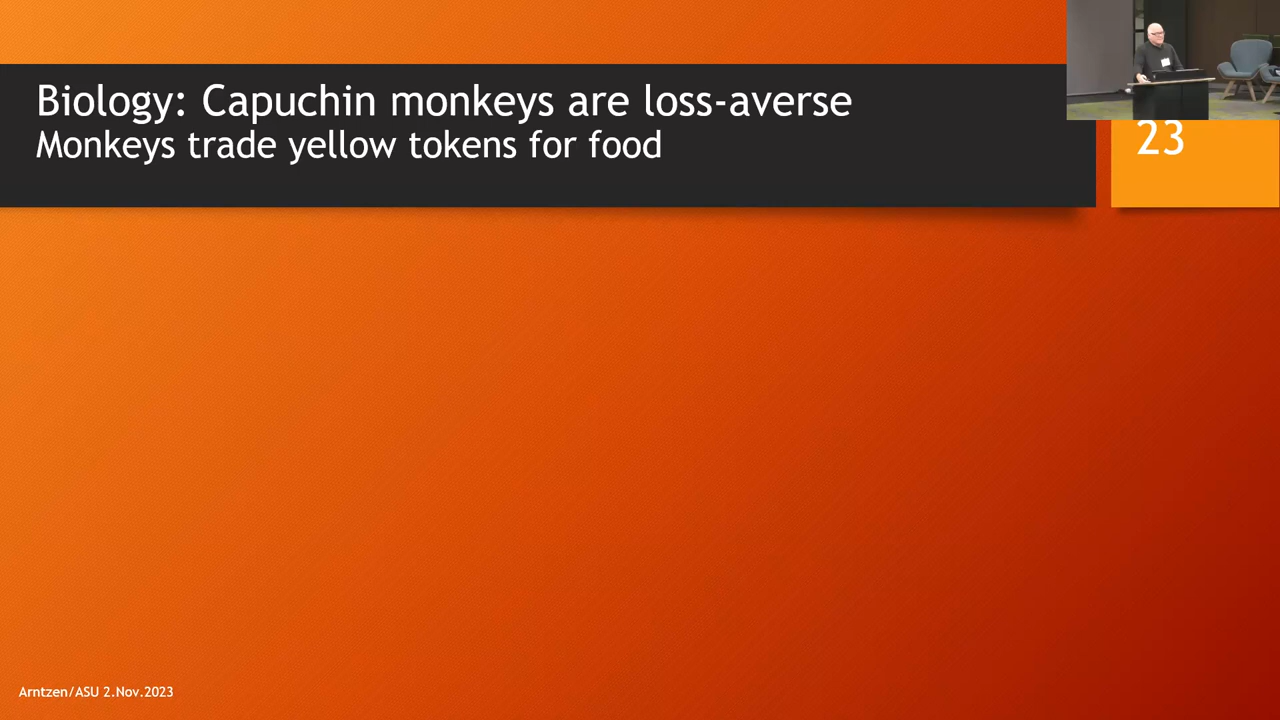 Biology: Capuchin monkeys are loss-averse
Monkeys trade yellow tokens for food
23
Arntzen/ASU 2.Nov.2023